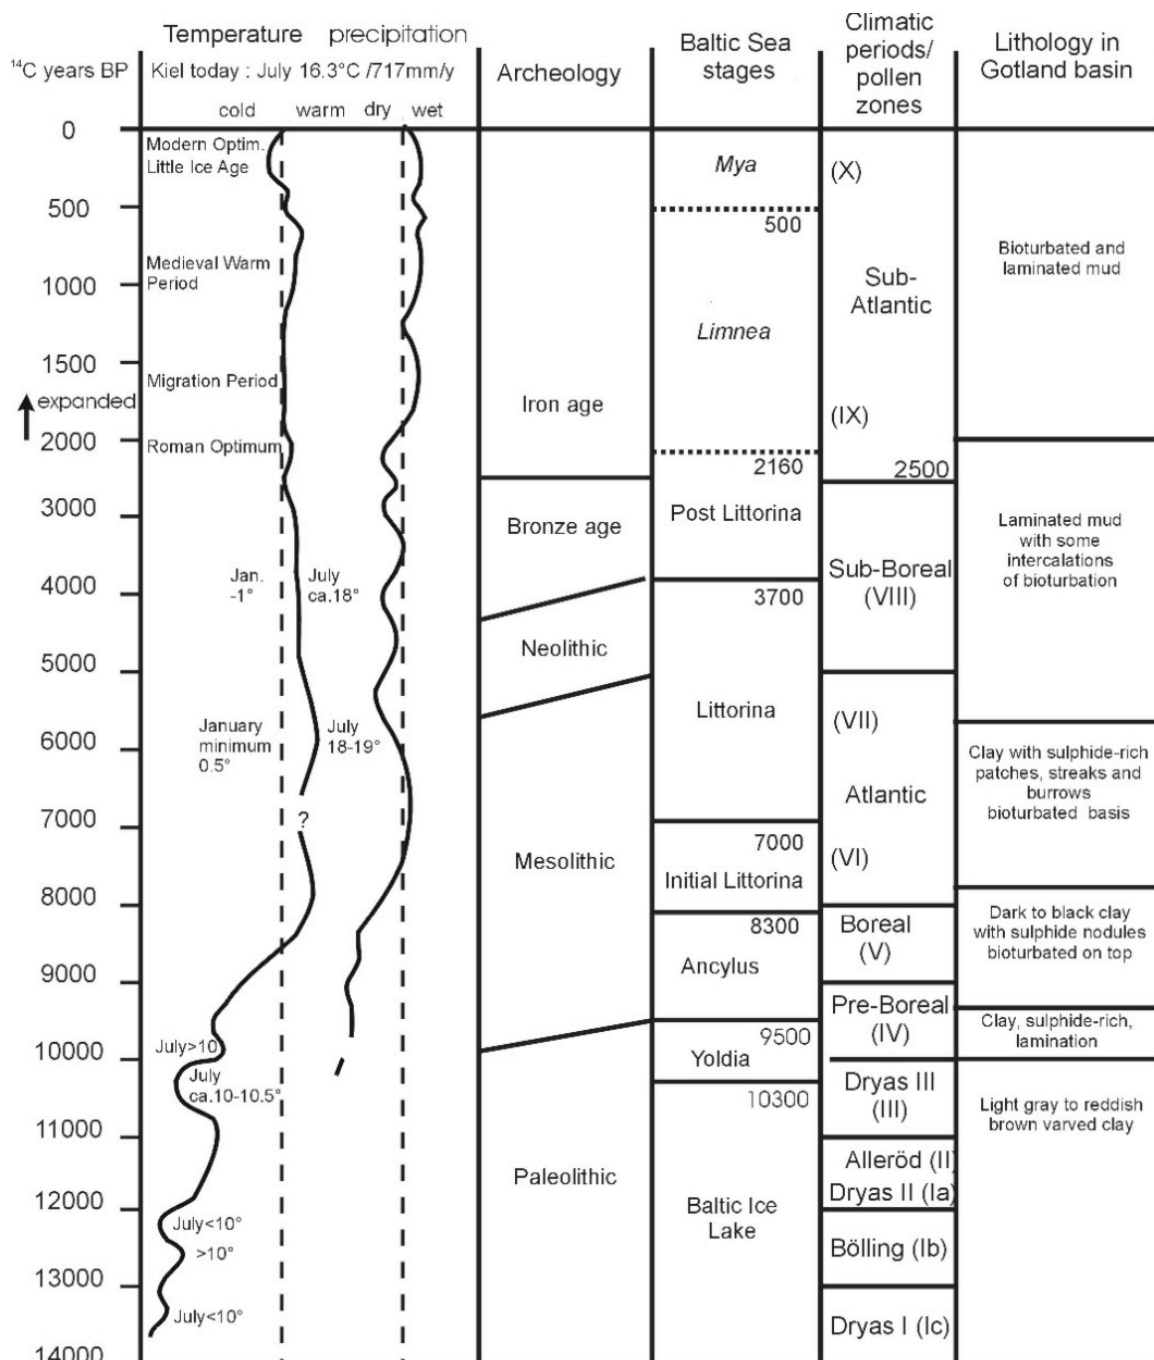 Temperature precipitation
¹⁴C years BP
Kiel today : July 16.3°C /717mm/y
cold warm dry wet
Archeology
Baltic Sea
stages
Climatic
periods/
pollen
zones
Lithology in
Gotland basin
0
500
1000
1500
expanded
2000
3000
4000
5000
6000
7000
8000
9000
10000
11000
12000
13000
14000
Modern Optim.
Little Ice Age
Medieval Warm
Period
Migration Period
Roman Optimum
Jan.
-1°
July
ca.18°
January
minimum
0.5°
July
18-19°
?
July>10
July
ca.10-10.5°
July<10°
>10°
July<10°
Iron age
Bronze age
Neolithic
Mesolithic
Paleolithic
Mya
500
Limnea
2160
Post Littorina
3700
Littorina
7000
Initial Littorina
8300
Ancylus
9500
Yoldia
10300
Baltic Ice
Lake
(X)
Sub-
Atlantic
(IX)
2500
Sub-Boreal
(VIII)
(VII)
Atlantic
(VI)
Boreal
(V)
Pre-Boreal
(IV)
Dryas III
(III)
Alleröd (II)
Dryas II (Ia)
Bölling (Ib)
Dryas I (Ic)
Bioturbated and
laminated mud
Laminated mud
with some
intercalations
of bioturbation
Clay with sulphide-rich
patches, streaks and
burrows
bioturbated basis
Dark to black clay
with sulphide nodules
bioturbated on top
Clay, sulphide-rich,
lamination
Light gray to reddish
brown varved clay